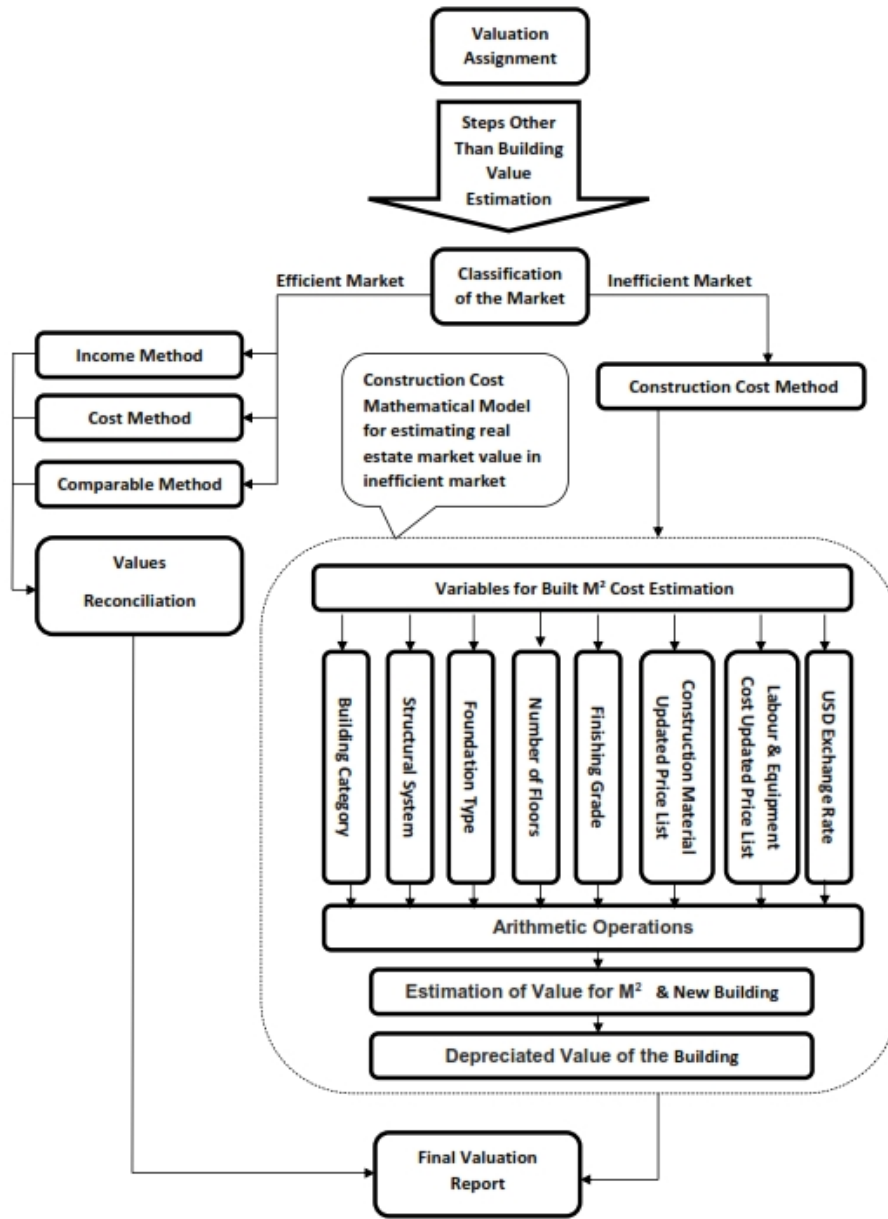 Valuation
Assignment
Steps Other
Than Building
Value
Estimation
Efficient Market
Classification
of the Market
Inefficient Market
Income Method
Cost Method
Comparable Method
Values
Reconciliation
Construction Cost
Mathematical Model
for estimating real
estate market value in
inefficient market
Construction Cost Method
Variables for Built M² Cost Estimation
Building Category
Structural System
Foundation Type
Number of Floors
Finishing Grade
Construction Material
Updated Price List
Labour & Equipment
Cost Updated Price List
USD Exchange Rate
Arithmetic Operations
Estimation of Value for M² & New Building
Depreciated Value of the Building
Final Valuation
Report